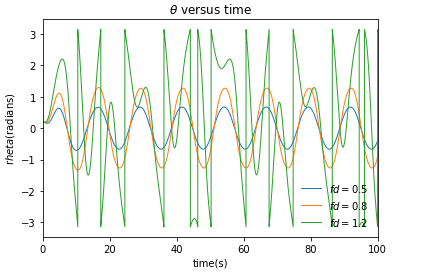 θ versus time
rheta(radians)
3
2
1
0
−1
−2
−3
0 20 40 60 80 100
time(s)
fd = 0.5
fd = 0.8
fd = 1.2